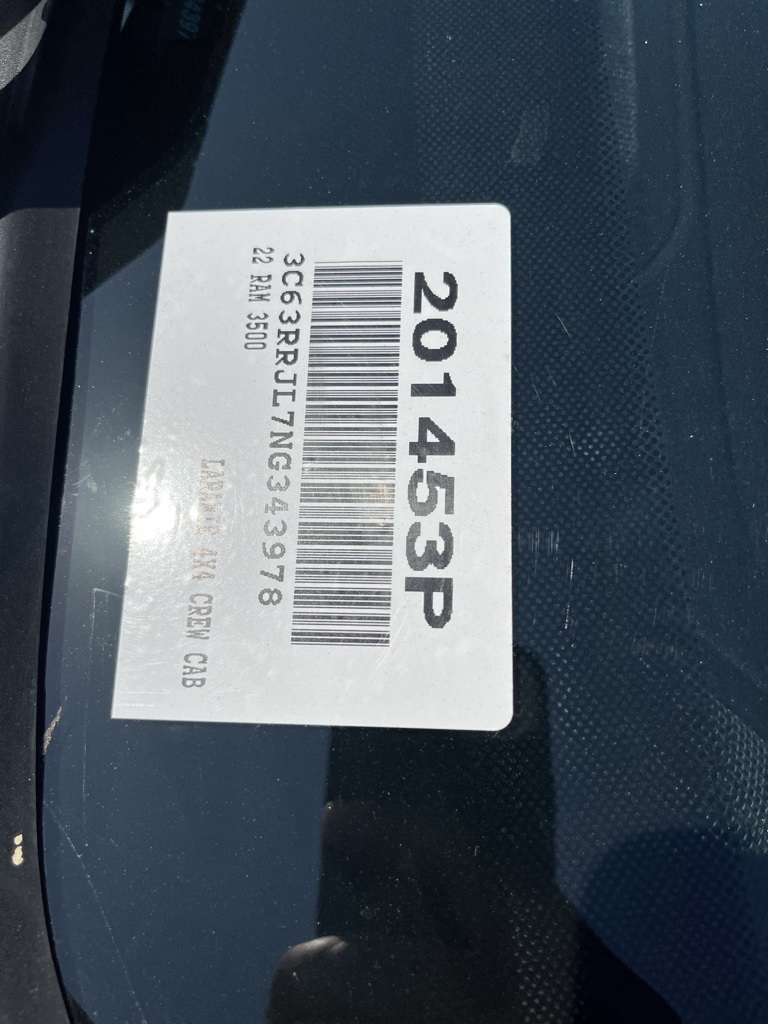 201453P
3C63RRJL7NG343978
22 RAM 3500
LARAMIE 4X4 CREW CAB